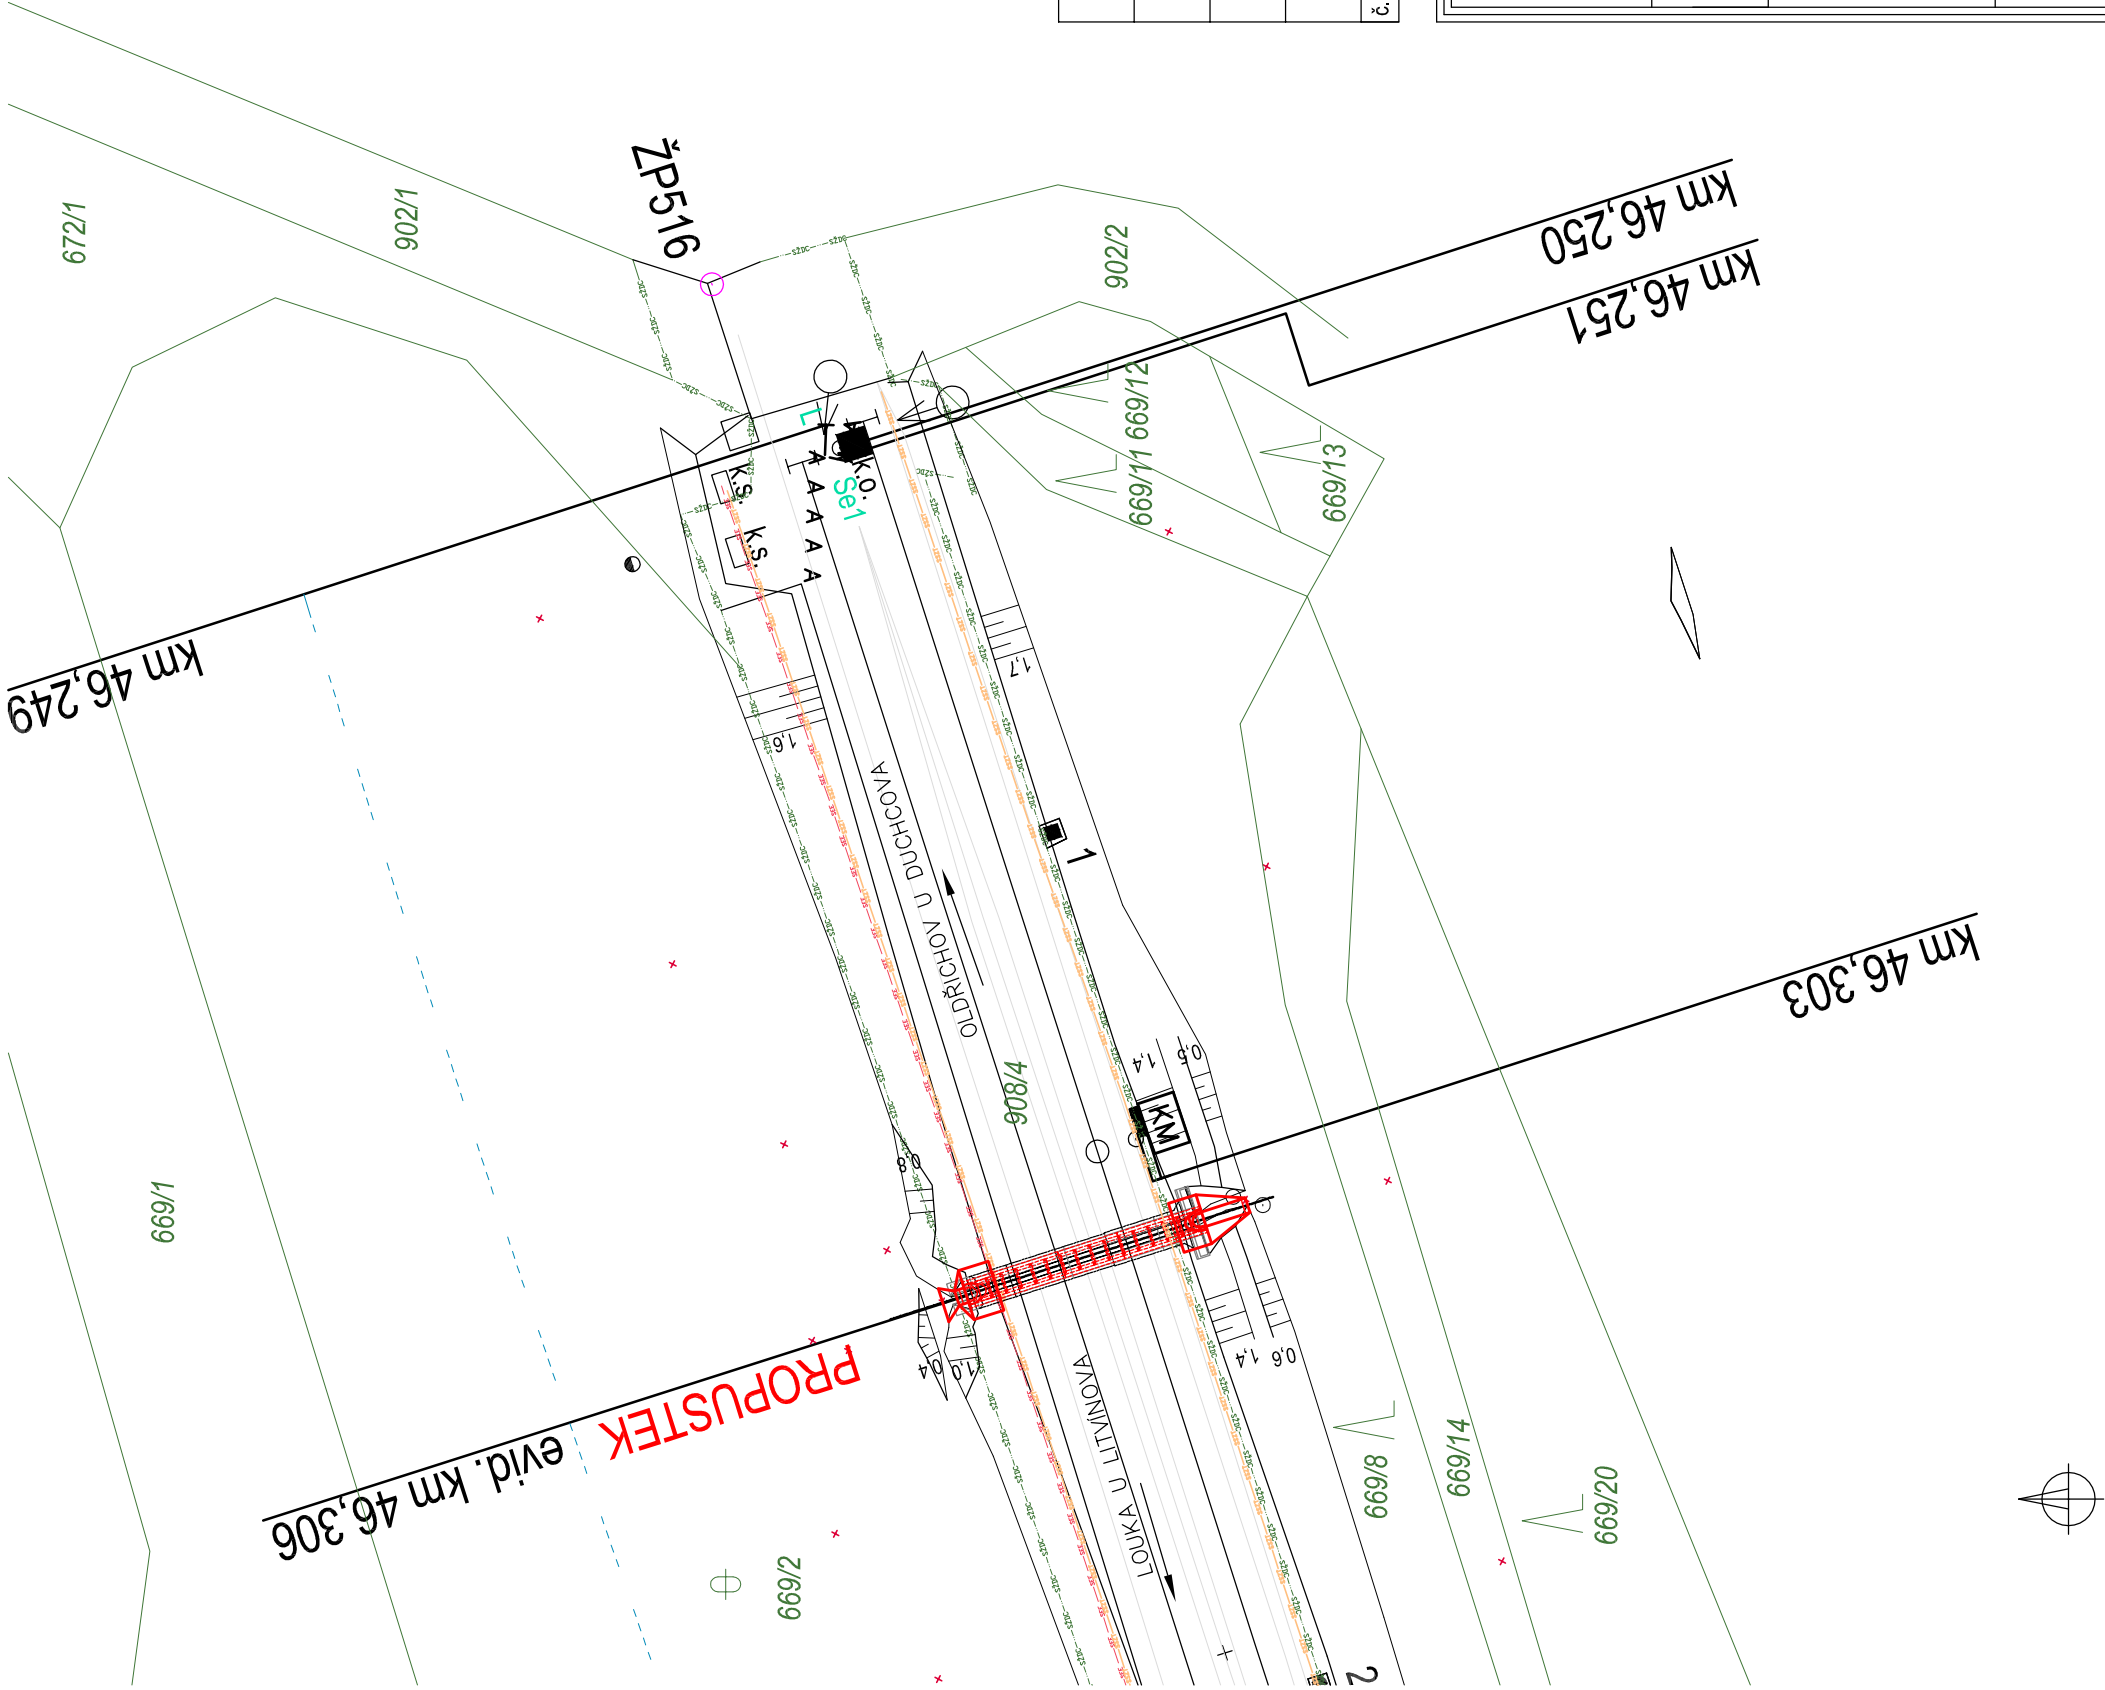 č.
ŽP516
672/1
902/1
902/2
km 46,250
km 46,251
669/12
669/11
669/13
L
k.o.
Se1
k.s.
k.s.
A
A
A
A
A
km 46,249
1,7
1,6
OLDŘICHOV U DUCHCOVA
1
km 46,303
908/4
1,4
0,5
KM
0,8
669/1
PROPUSTEK
evid. km 46,306
0,4
1,0
1,4
0,6
LOUKA U LITVÍNOVA
669/8
669/14
669/20
669/2
2
SŽDC